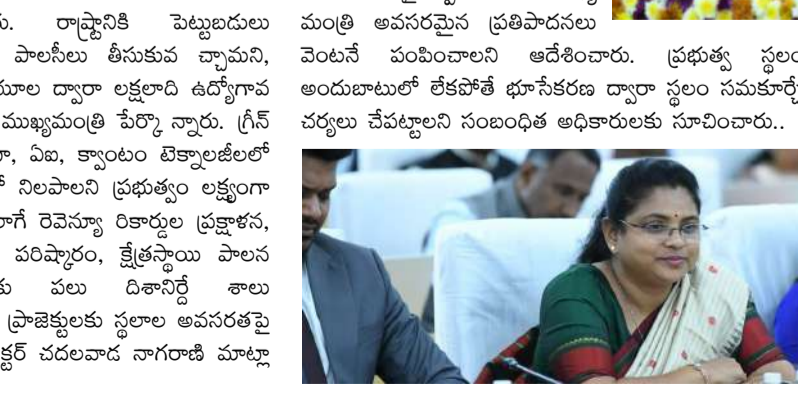 రాష్ట్రానికి పెట్టుబడులు
పాలసీలు తీసుకువ చ్చామని,
ద్వారా లక్షలాది ఉద్యోగావ
ముఖ్యమంత్రి పేర్కొ న్నారు. గ్రీన్
ఏఐ, క్వాంటం టెక్నాలజీలలో
నిలపాలని ప్రభుత్వం లక్ష్యంగా
రెవెన్యూ రికార్డుల ప్రక్షాళన,
పరిష్కారం, క్షేత్రస్థాయి పాలన
పలు దిశానిర్దే శాలు
ప్రాజెక్టులకు స్థలాల అవసరతపై
చదలవాడ నాగరాణి మాట్లా
మంత్రి అవసరమైన ప్రతిపాదనలు
వెంటనే పంపించాలని ఆదేశించారు. ప్రభుత్వ స్థలం
అందుబాటులో లేకపోతే భూసేకరణ ద్వారా స్థలం సమకూర్చే
చర్యలు చేపట్టాలని సంబంధిత అధికారులకు సూచించారు..